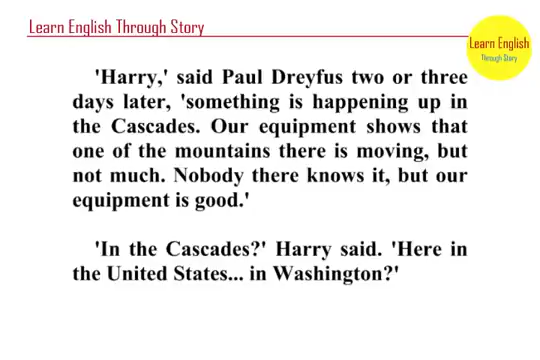 Learn English Through Story
Learn English
Through Story
'Harry,' said Paul Dreyfus two or three
days later, 'something is happening up in
the Cascades. Our equipment shows that
one of the mountains there is moving, but
not much. Nobody there knows it, but our
equipment is good.'
'In the Cascades?' Harry said. 'Here in
the United States... in Washington?'